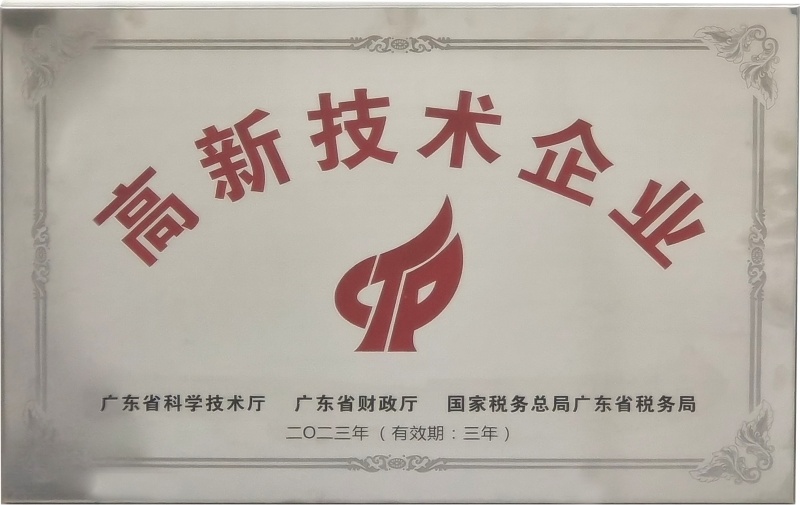 高新技术企业
CTP
广东省科学技术厅 广东省财政厅 国家税务总局广东省税务局
二〇二三年（有效期：三年）